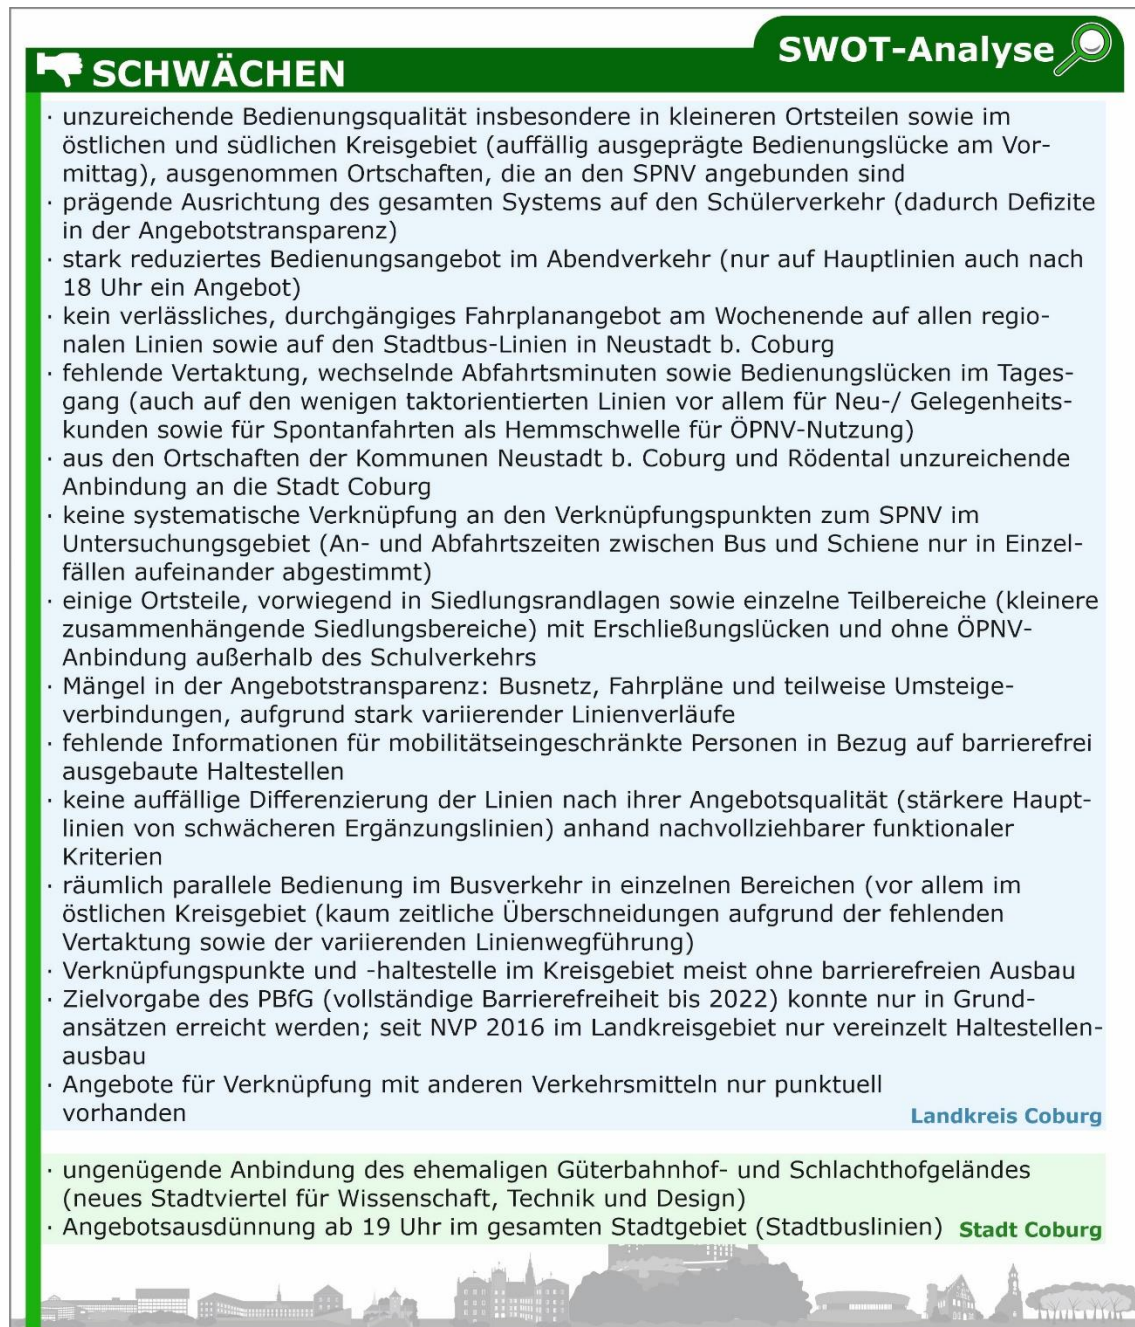 SWOT-Analyse
SCHWÄCHEN
· unzureichende Bedienungsqualität insbesondere in kleineren Ortsteilen sowie im
östlichen und südlichen Kreisgebiet (auffällig ausgeprägte Bedienungslücke am Vor-
mittag), ausgenommen Ortschaften, die an den SPNV angebunden sind
· prägende Ausrichtung des gesamten Systems auf den Schülerverkehr (dadurch Defizite
in der Angebotstransparenz)
· stark reduziertes Bedienungsangebot im Abendverkehr (nur auf Hauptlinien auch nach
18 Uhr ein Angebot)
· kein verlässliches, durchgängiges Fahrplanangebot am Wochenende auf allen regio-
nalen Linien sowie auf den Stadtbus-Linien in Neustadt b. Coburg
· fehlende Vertaktung, wechselnde Abfahrtsminuten sowie Bedienungslücken im Tages-
gang (auch auf den wenigen taktorientierten Linien vor allem für Neu-/ Gelegenheits-
kunden sowie für Spontanfahrten als Hemmschwelle für ÖPNV-Nutzung)
· aus den Ortschaften der Kommunen Neustadt b. Coburg und Rödental unzureichende
Anbindung an die Stadt Coburg
· keine systematische Verknüpfung an den Verknüpfungspunkten zum SPNV im
Untersuchungsgebiet (An- und Abfahrtszeiten zwischen Bus und Schiene nur in Einzel-
fällen aufeinander abgestimmt)
· einige Ortsteile, vorwiegend in Siedlungsrandlagen sowie einzelne Teilbereiche (kleinere
zusammenhängende Siedlungsbereiche) mit Erschließungslücken und ohne ÖPNV-
Anbindung außerhalb des Schulverkehrs
· Mängel in der Angebotstransparenz: Busnetz, Fahrpläne und teilweise Umsteige-
verbindungen, aufgrund stark variierender Linienverläufe
· fehlende Informationen für mobilitätseingeschränkte Personen in Bezug auf barrierefrei
ausgebaute Haltestellen
· keine auffällige Differenzierung der Linien nach ihrer Angebotsqualität (stärkere Haupt-
linien von schwächeren Ergänzungslinien) anhand nachvollziehbarer funktionaler
Kriterien
· räumlich parallele Bedienung im Busverkehr in einzelnen Bereichen (vor allem im
östlichen Kreisgebiet (kaum zeitliche Überschneidungen aufgrund der fehlenden
Vertaktung sowie der variierenden Linienwegführung)
· Verknüpfungspunkte und -haltestelle im Kreisgebiet meist ohne barrierefreien Ausbau
· Zielvorgabe des PBfG (vollständige Barrierefreiheit bis 2022) konnte nur in Grund-
ansätzen erreicht werden; seit NVP 2016 im Landkreisgebiet nur vereinzelt Haltestellen-
ausbau
· Angebote für Verknüpfung mit anderen Verkehrsmitteln nur punktuell
vorhanden
Landkreis Coburg
· ungenügende Anbindung des ehemaligen Güterbahnhof- und Schlachthofgeländes
(neues Stadtviertel für Wissenschaft, Technik und Design)
· Angebotsausdünnung ab 19 Uhr im gesamten Stadtgebiet (Stadtbuslinien) Stadt Coburg